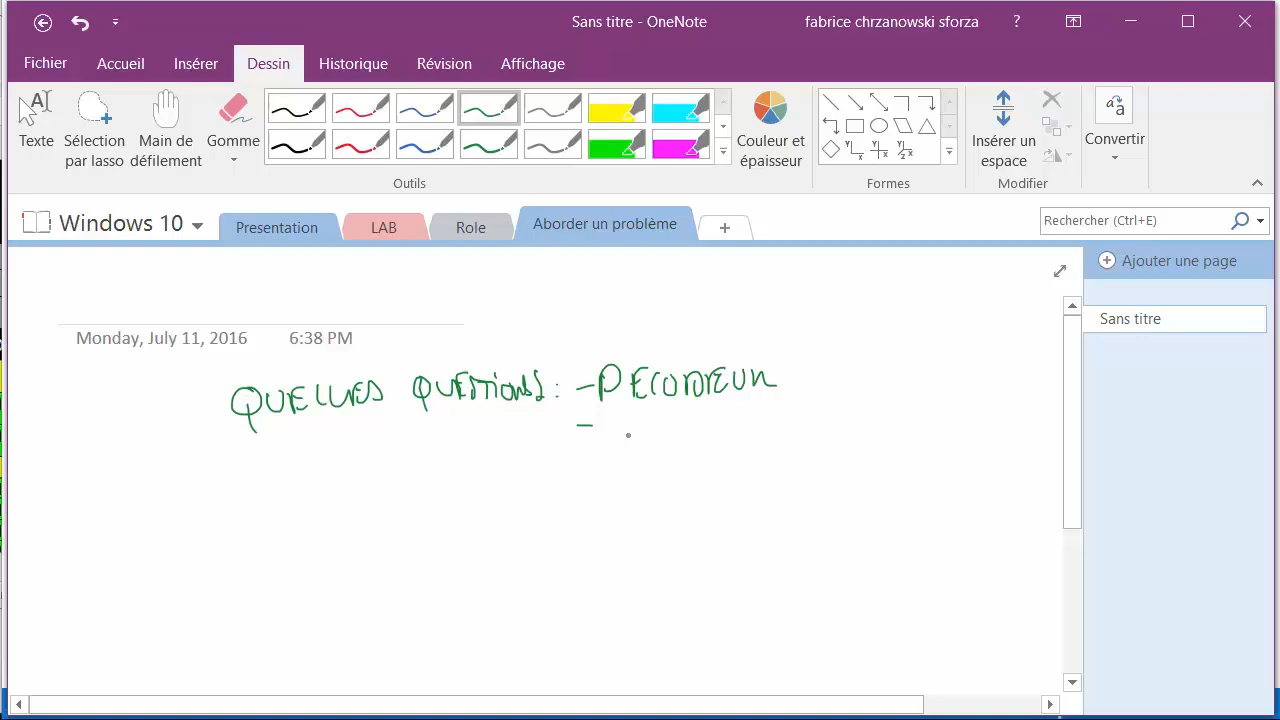 Sans titre - OneNote
fabrice chrzanowski sforza
?
Fichier
Accueil
Insérer
Dessin
Historique
Révision
Affichage
Texte
Sélection par lasso
Main de défilement
Gomme
Couleur et épaisseur
Insérer un espace
Convertir
Outils
Formes
Modifier
Windows 10
Presentation
LAB
Role
Aborder un problème
Rechercher (Ctrl+E)
Ajouter une page
Sans titre
Monday, July 11, 2016
6:38 PM
QUELLES QUESTIONS : -
-